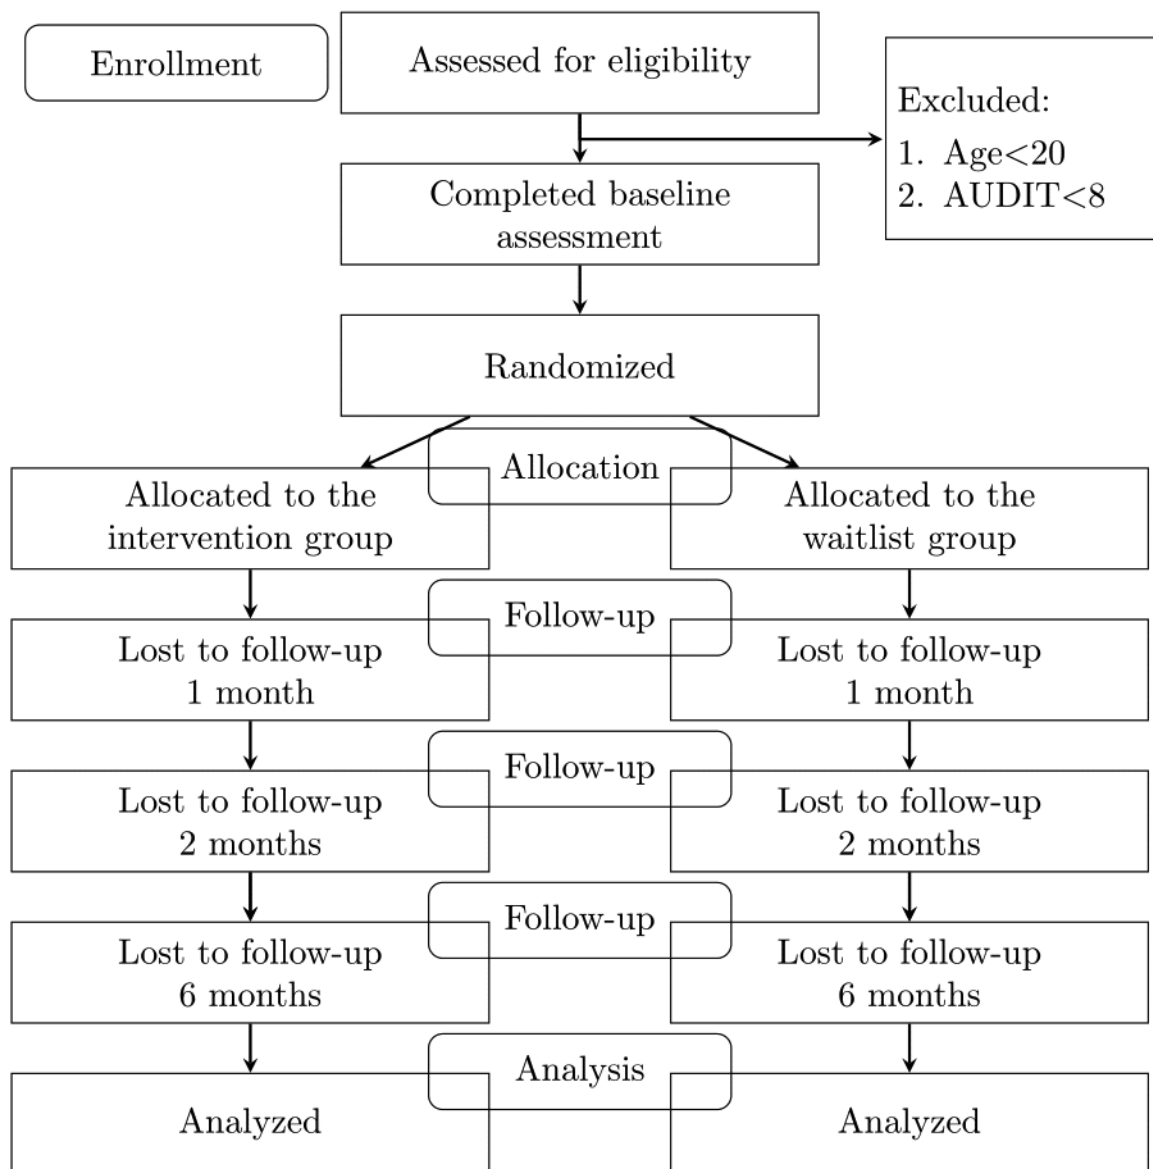 Enrollment
Assessed for eligibility
Excluded:
1. Age<20
2. AUDIT<8
Completed baseline
assessment
Randomized
Allocation
Allocated to the
intervention group
Allocated to the
waitlist group
Follow-up
Lost to follow-up
1 month
Lost to follow-up
1 month
Follow-up
Lost to follow-up
2 months
Lost to follow-up
2 months
Follow-up
Lost to follow-up
6 months
Lost to follow-up
6 months
Analysis
Analyzed
Analyzed